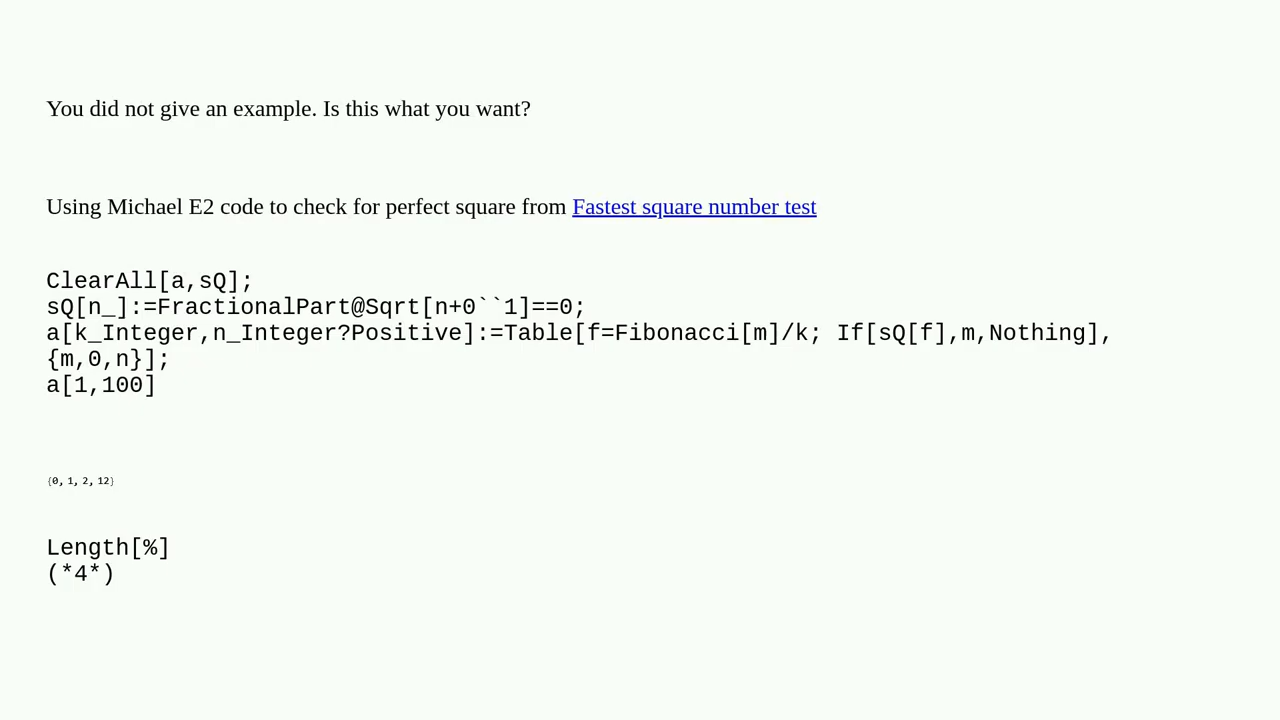 You did not give an example. Is this what you want?
Using Michael E2 code to check for perfect square from Fastest square number test
ClearAll[a,sQ];
sQ[n_]:=FractionalPart@Sqrt[n+0``1]==0;
a[k_Integer,n_Integer?Positive]:=Table[f=Fibonacci[m]/k; If[sQ[f],m,Nothing],
{m,0,n}];
a[1,100]
{0, 1, 2, 12}
Length[%]
(*4*)